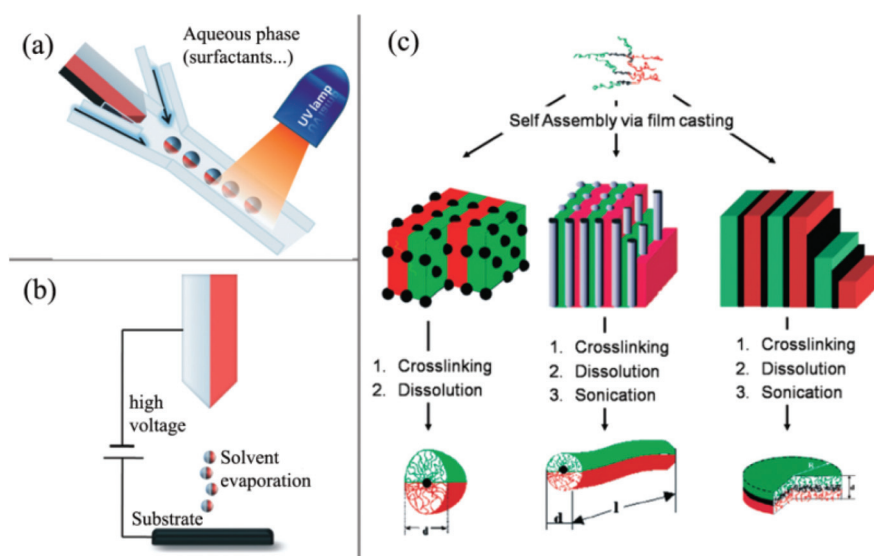 (a)
Aqueous phase
(surfactants...)
UV lamp
(b)
high
voltage
Solvent
evaporation
Substrate
(c)
Self Assembly via film casting
1. Crosslinking
2. Dissolution
1. Crosslinking
2. Dissolution
3. Sonication
1. Crosslinking
2. Dissolution
3. Sonication
d
d
l
R